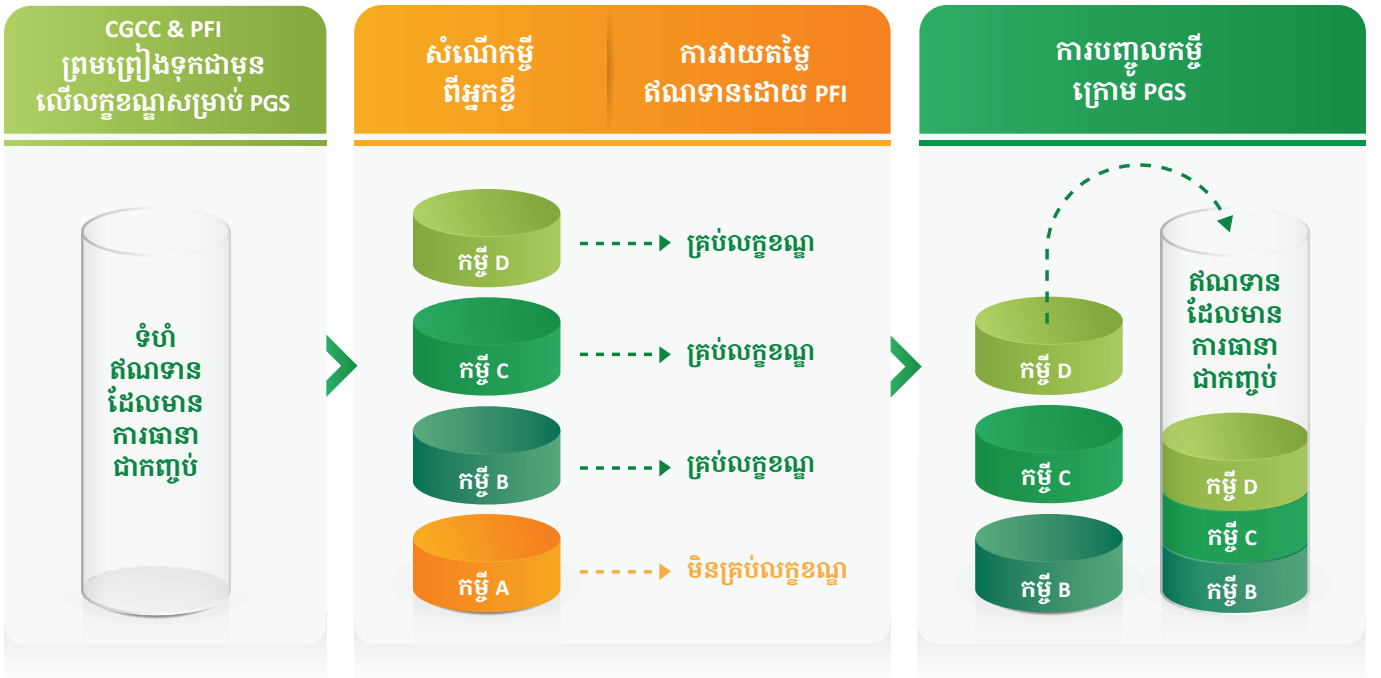 CGCC & PFI
ព្រមព្រៀងទុកជាមុន
លើលក្ខខណ្ឌសម្រាប់ PGS
ទំហំ
ឥណទាន
ដែលមាន
ការធានា
ជាកញ្ចប់
សំណើកម្ចី
ពីអ្នកខ្ចី
ការវាយតម្លៃ
ឥណទានដោយ PFI
កម្ចី D
គ្រប់លក្ខខណ្ឌ
កម្ចី C
គ្រប់លក្ខខណ្ឌ
កម្ចី B
គ្រប់លក្ខខណ្ឌ
កម្ចី A
មិនគ្រប់លក្ខខណ្ឌ
ការបញ្ចូលកម្ចី
ក្រោម PGS
កម្ចី D
កម្ចី C
កម្ចី B
ឥណទាន
ដែលមាន
ការធានា
ជាកញ្ចប់
កម្ចី D
កម្ចី C
កម្ចី B